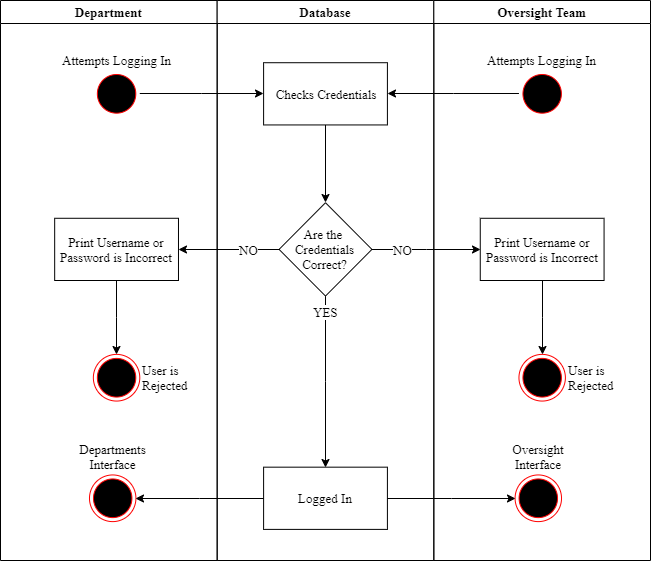 Department
Database
Oversight Team
Attempts Logging In
Attempts Logging In
Checks Credentials
Are the
Credentials
Correct?
Print Username or
Password is Incorrect
NO
NO
Print Username or
Password is Incorrect
YES
User is
Rejected
User is
Rejected
Departments
Interface
Oversight
Interface
Logged In